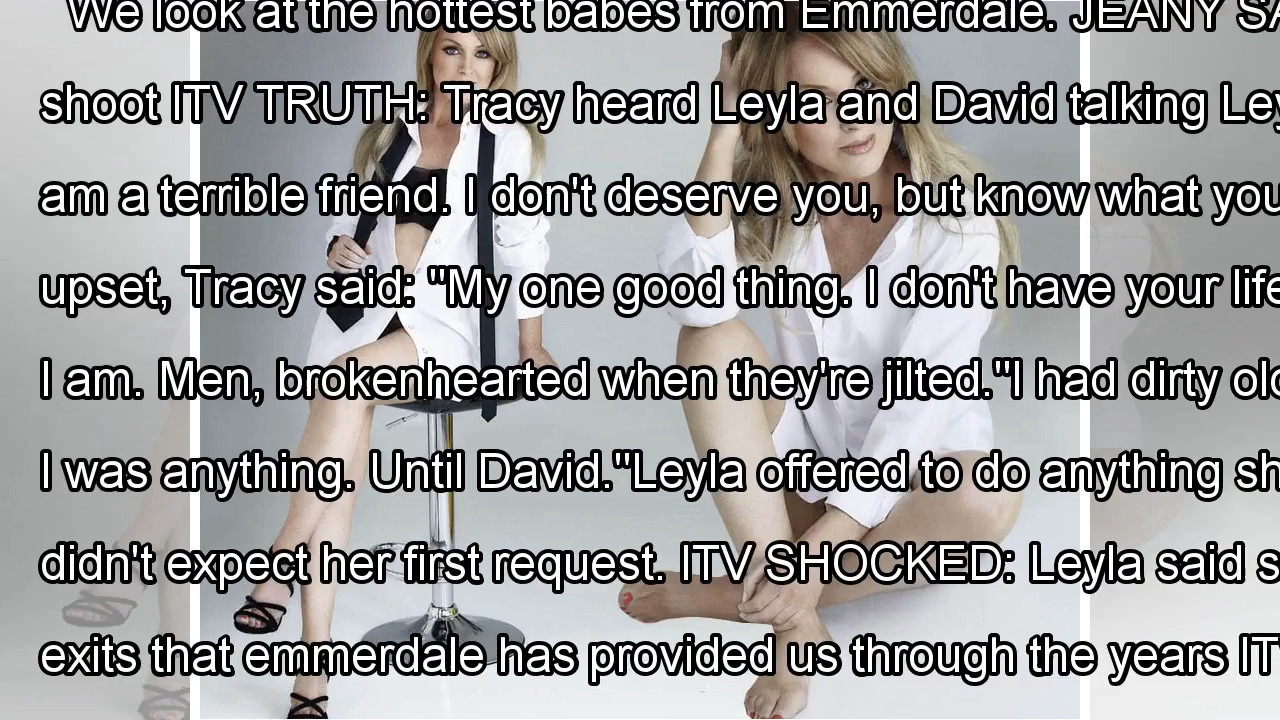 We look at the hottest babes from Emmerdale. JEANY SA
shoot ITV TRUTH: Tracy heard Leyla and David talking Ley
am a terrible friend. I don't deserve you, but know what you
upset, Tracy said: "My one good thing. I don't have your life
I am. Men, brokenhearted when they're jilted."I had dirty old
I was anything. Until David."Leyla offered to do anything sh
didn't expect her first request. ITV SHOCKED: Leyla said s
exits that emmerdale has provided us through the years IT